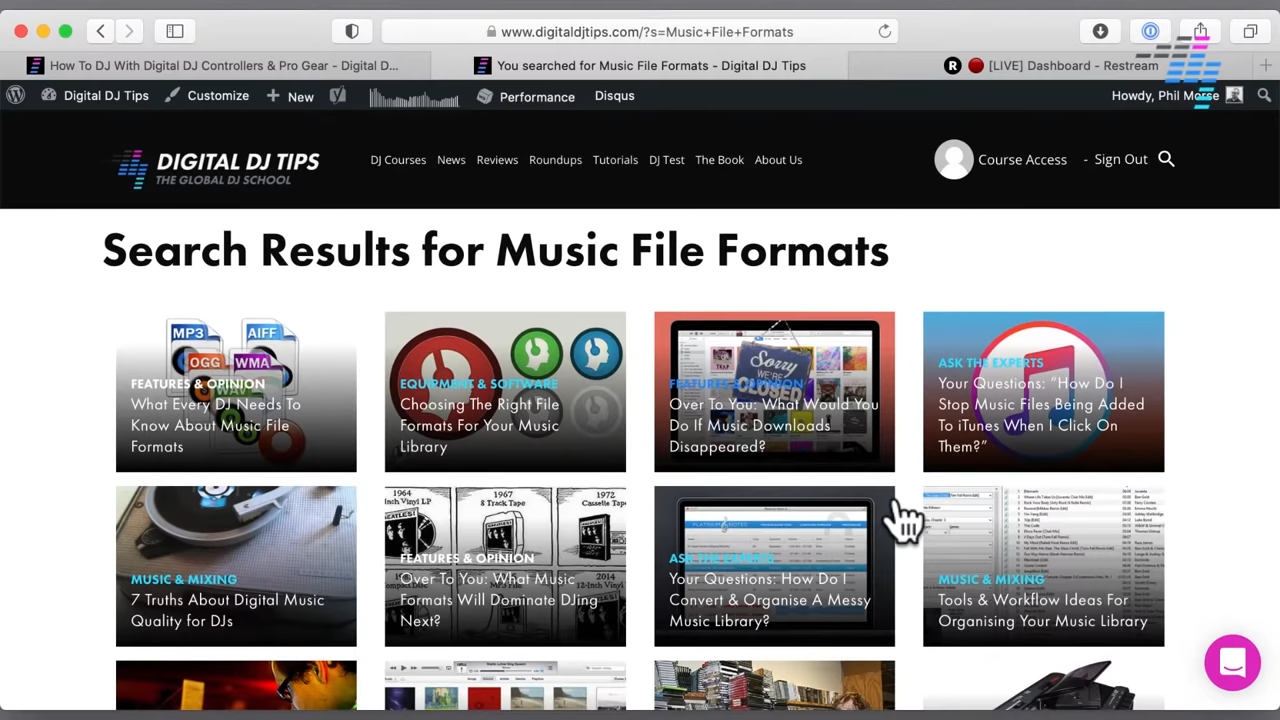 www.digitaldjtips.com/?s=Music+File+Formats
How To DJ With Digital DJ Controllers & Pro Gear - Digital D...
You searched for Music File Formats - Digital DJ Tips
R [LIVE] Dashboard - Restream
Digital DJ Tips
Customize
New
Performance
Disqus
Howdy, Phil Morse
DIGITAL DJ TIPS
THE GLOBAL DJ SCHOOL
DJ Courses News Reviews Roundups Tutorials DJ Test The Book About Us
Course Access - Sign Out
Search Results for Music File Formats
MP3 AIFF
OGG WMA
WAV
FEATURES & OPINION
What Every DJ Needs To
Know About Music File
Formats
EQUIPMENT & SOFTWARE
Choosing The Right File
Formats For Your Music
Library
Sorry
WE'RE
FEATURES & OPINION
Over To You: What Would You
Do If Music Downloads
Disappeared?
ASK THE EXPERTS
Your Questions: “How Do I
Stop Music Files Being Added
To iTunes When I Click On
Them?”
MUSIC & MIXING
7 Truths About Digital Music
Quality for DJs
1964 1967 1972
8 Track Tape
Cassette Tape
2014
FEATURES & OPINION
Over To You: What Music
Formats Will Dominate DJing
Next?
PLATINUM NOTES
ASK THE EXPERTS
Your Questions: How Do I
Convert & Organise A Messy
Music Library?
MUSIC & MIXING
Tools & Workflow Ideas For
Organising Your Music Library